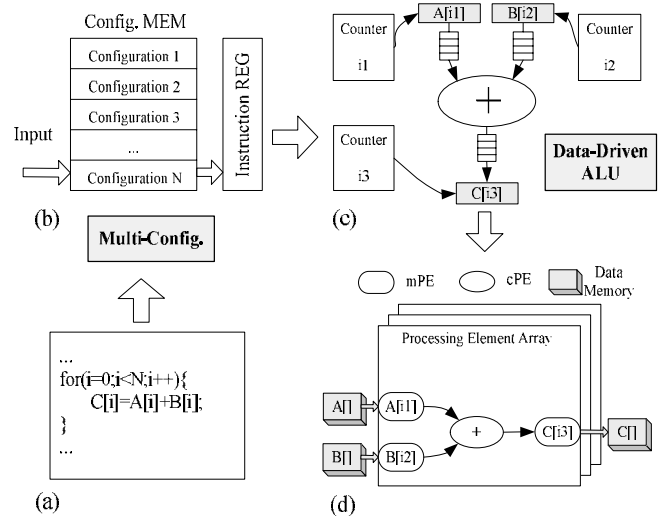 Config. MEM
Configuration 1
Configuration 2
Configuration 3
...
Configuration N
Input
Instruction REG
(b)
Multi-Config.
...
for(i=0;i<N;i++){
C[i]=A[i]+B[i];
}
...
(a)
Counter
i1
A[i1]
B[i2]
Counter
i2
+
Counter
i3
C[i3]
(c)
Data-Driven
ALU
mPE
cPE
Data
Memory
Processing Element Array
A[]
A[i1]
+
C[i3]
C[]
B[]
B[i2]
(d)